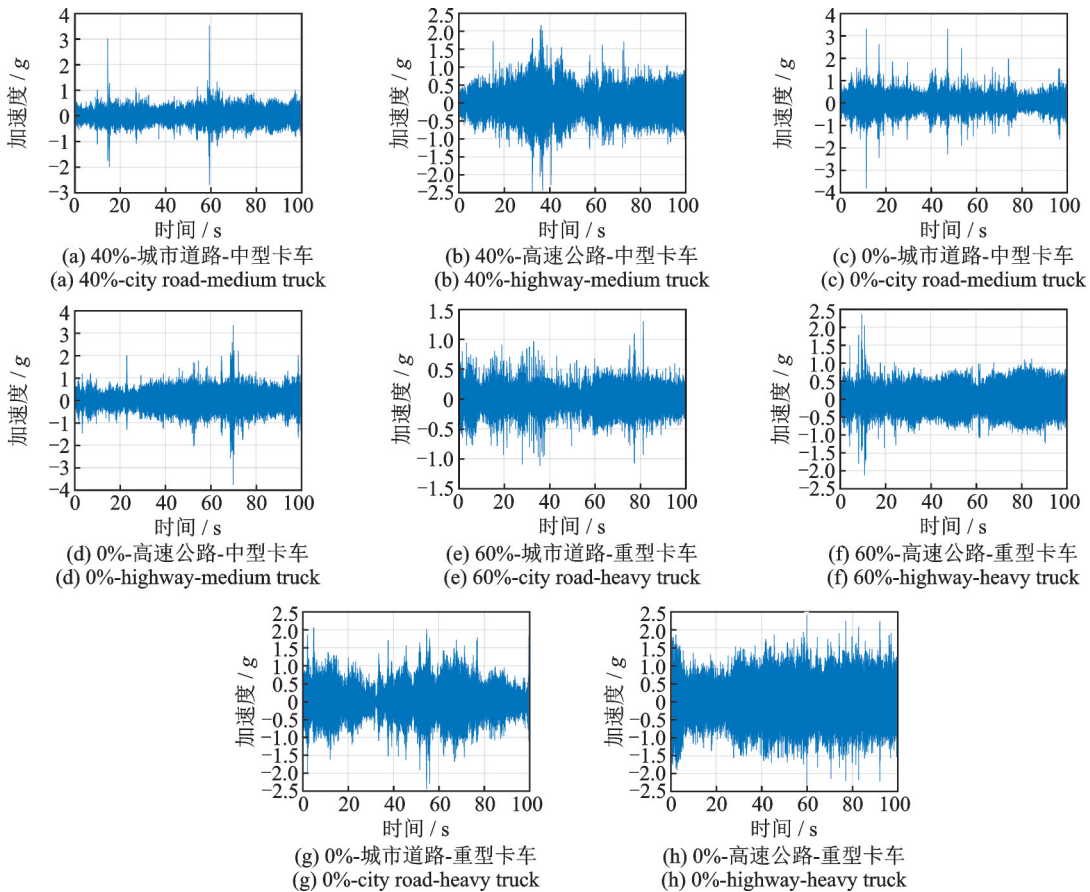 4
3
2
1
0
−1
−2
−3
加速度 / g
0 20 40 60 80 100
时间 / s
(a) 40%-城市道路-中型卡车
(a) 40%-city road-medium truck
2.5
2.0
1.5
1.0
0.5
0
−0.5
−1.0
−1.5
−2.0
2.5
加速度 / g
0 20 40 60 80 100
时间 / s
(b) 40%-高速公路-中型卡车
(b) 40%-highway-medium truck
4
3
2
1
0
−1
−2
−3
−4
加速度 / g
0 20 40 60 80 100
时间 / s
(c) 0%-城市道路-中型卡车
(c) 0%-city road-medium truck
4
3
2
1
0
−1
−2
−3
−4
加速度 / g
0 20 40 60 80 100
时间 / s
(d) 0%-高速公路-中型卡车
(d) 0%-highway-medium truck
1.5
1.0
0.5
0
−0.5
−1.0
−1.5
加速度 / g
0 20 40 60 80 100
时间 / s
(e) 60%-城市道路-重型卡车
(e) 60%-city road-heavy truck
2.5
2.0
1.5
1.0
0.5
0
−0.5
−1.0
−1.5
−2.0
−2.5
加速度 / g
0 20 40 60 80 100
时间 / s
(f) 60%-高速公路-重型卡车
(f) 60%-highway-heavy truck
2.5
2.0
1.5
1.0
0.5
0
−0.5
−1.0
−1.5
−2.0
−2.5
加速度 / g
0 20 40 60 80 100
时间 / s
(g) 0%-城市道路-重型卡车
(g) 0%-city road-heavy truck
2.5
2.0
1.5
1.0
0.5
0
−0.5
−1.0
−1.5
−2.0
−2.5
加速度 / g
0 20 40 60 80 100
时间 / s
(h) 0%-高速公路-重型卡车
(h) 0%-highway-heavy truck